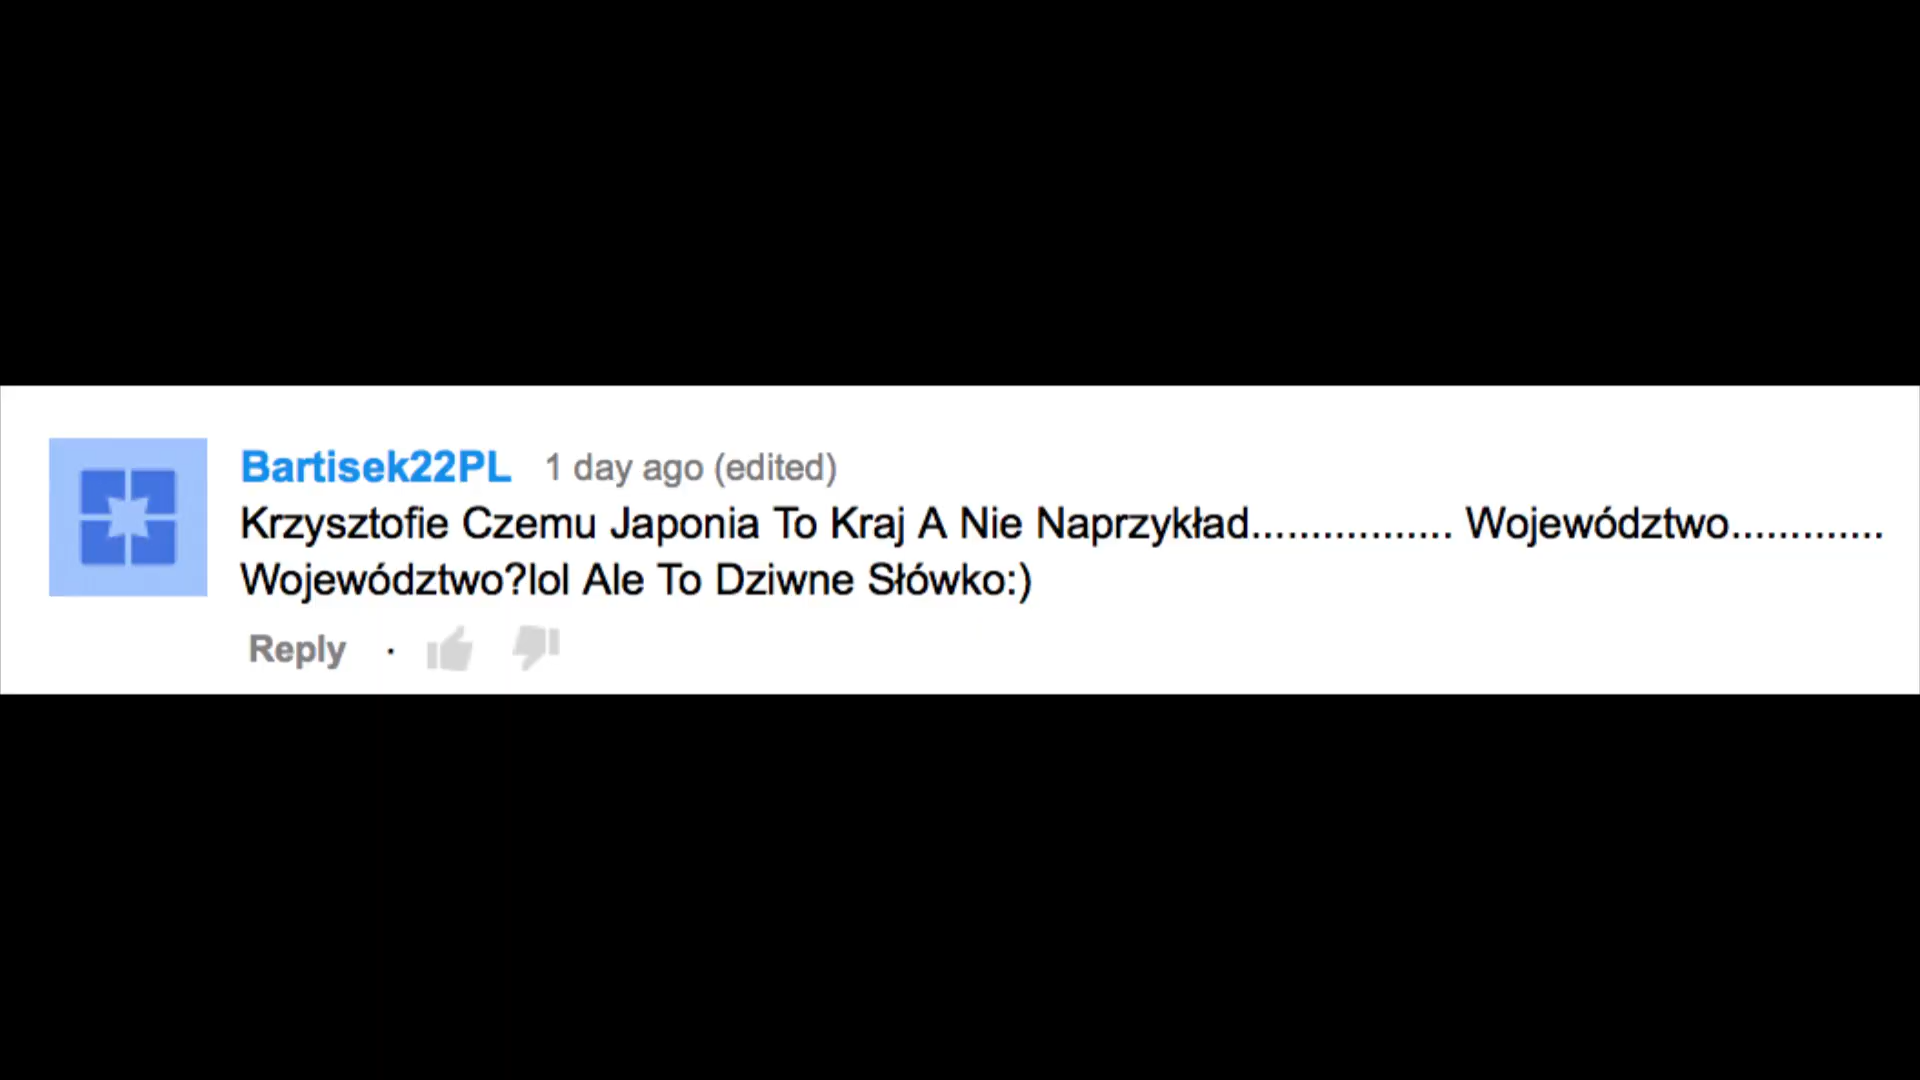 Bartisek22PL 1 day ago (edited)
Krzysztofie Czemu Japonia To Kraj A Nie Naprzykład................. Województwo.............
Województwo?lol Ale To Dziwne Słówko:)
Reply ·